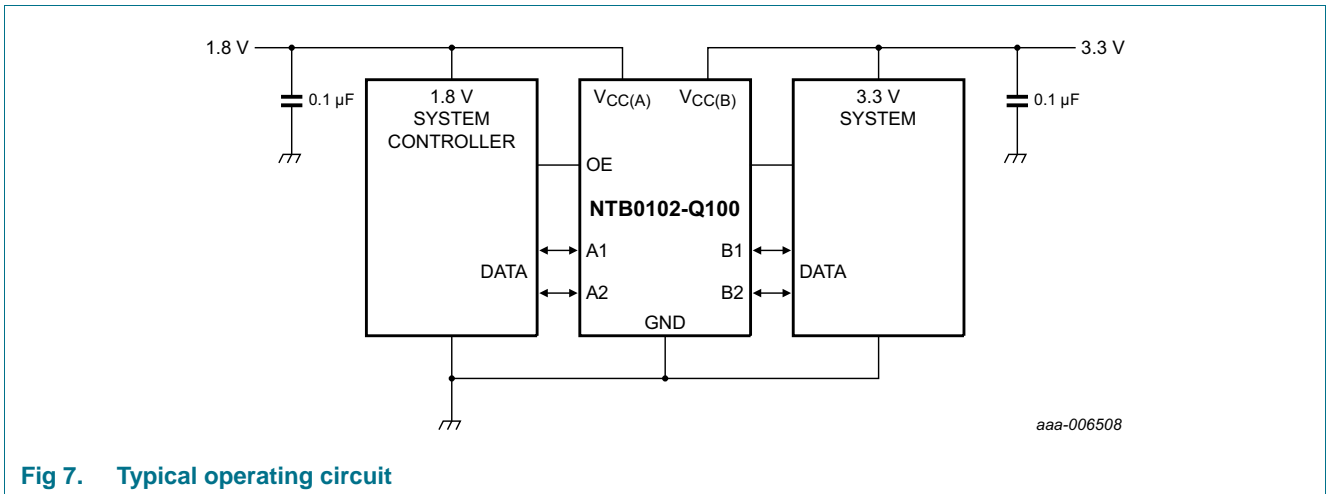 1.8 V
3.3 V
0.1 µF
1.8 V
SYSTEM
CONTROLLER
VCC(A)
VCC(B)
3.3 V
SYSTEM
0.1 µF
OE
NTB0102-Q100
DATA
A1
A2
B1
B2
DATA
GND
aaa-006508
Fig 7. Typical operating circuit